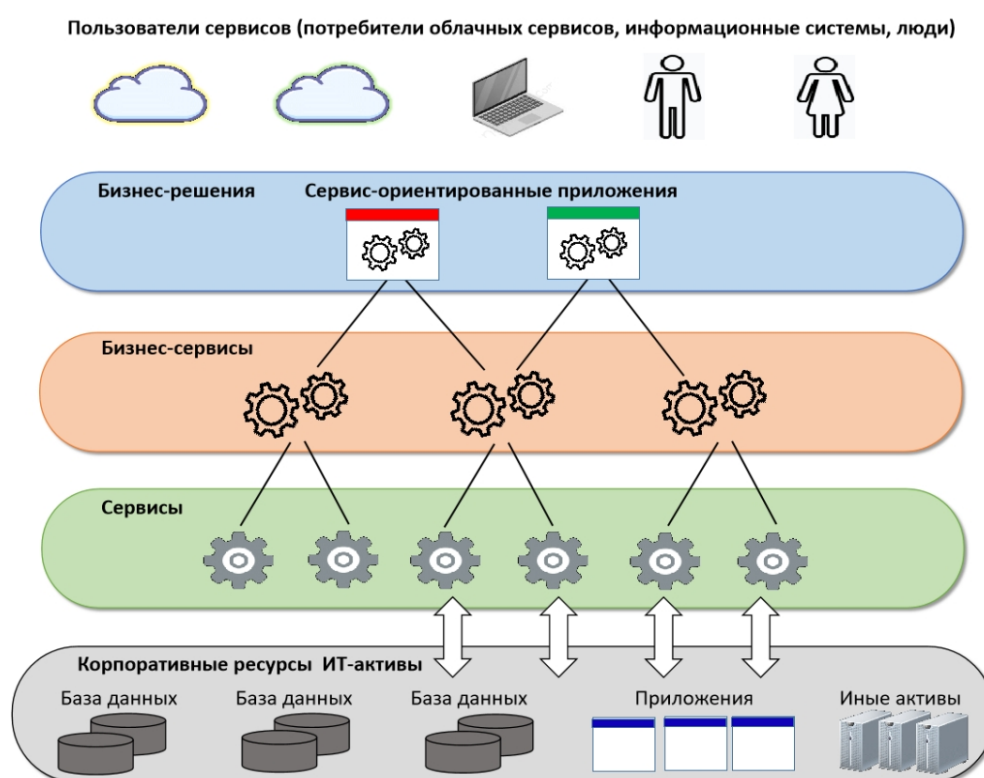 Пользователи сервисов (потребители облачных сервисов, информационные системы, люди)
Бизнес-решения
Сервис-ориентированные приложения
Бизнес-сервисы
Сервисы
Корпоративные ресурсы ИТ-активы
База данных
База данных
База данных
Приложения
Иные активы